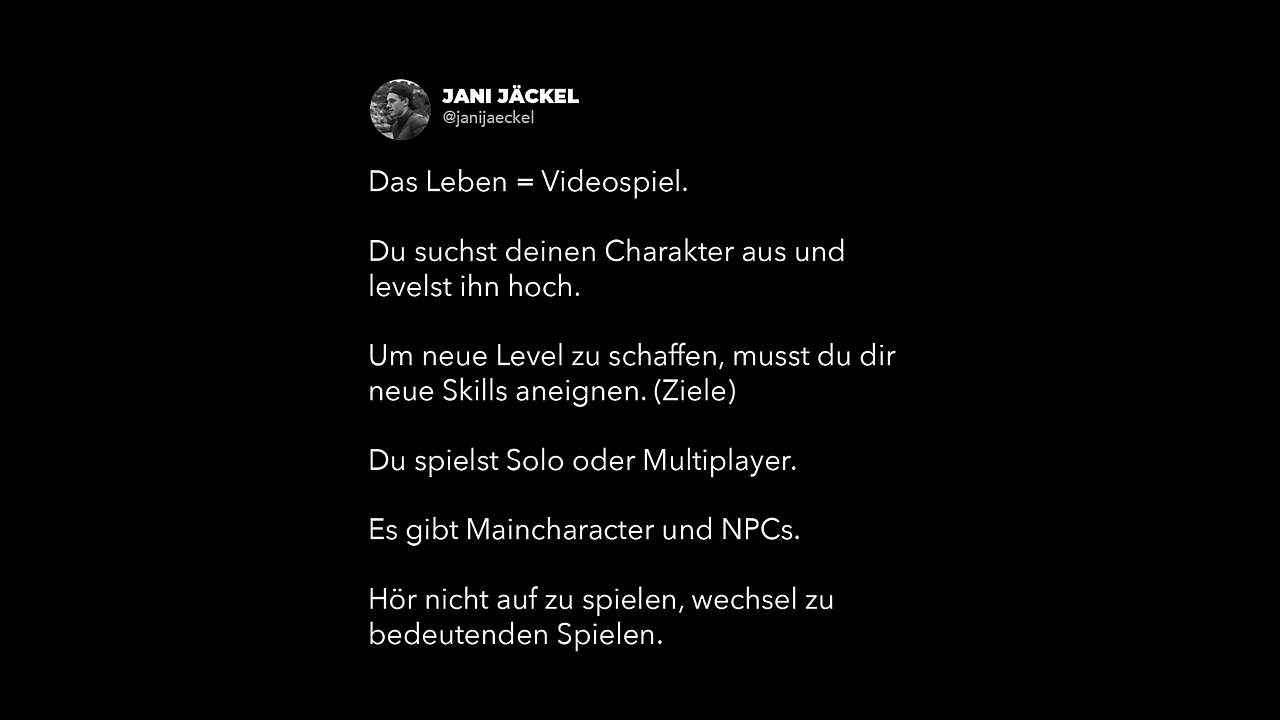 JANI JÄCKEL
@janijaeckel
Das Leben = Videospiel.
Du suchst deinen Charakter aus und
levelst ihn hoch.
Um neue Level zu schaffen, musst du dir
neue Skills aneignen. (Ziele)
Du spielst Solo oder Multiplayer.
Es gibt Maincharacter und NPCs.
Hör nicht auf zu spielen, wechsel zu
bedeutenden Spielen.